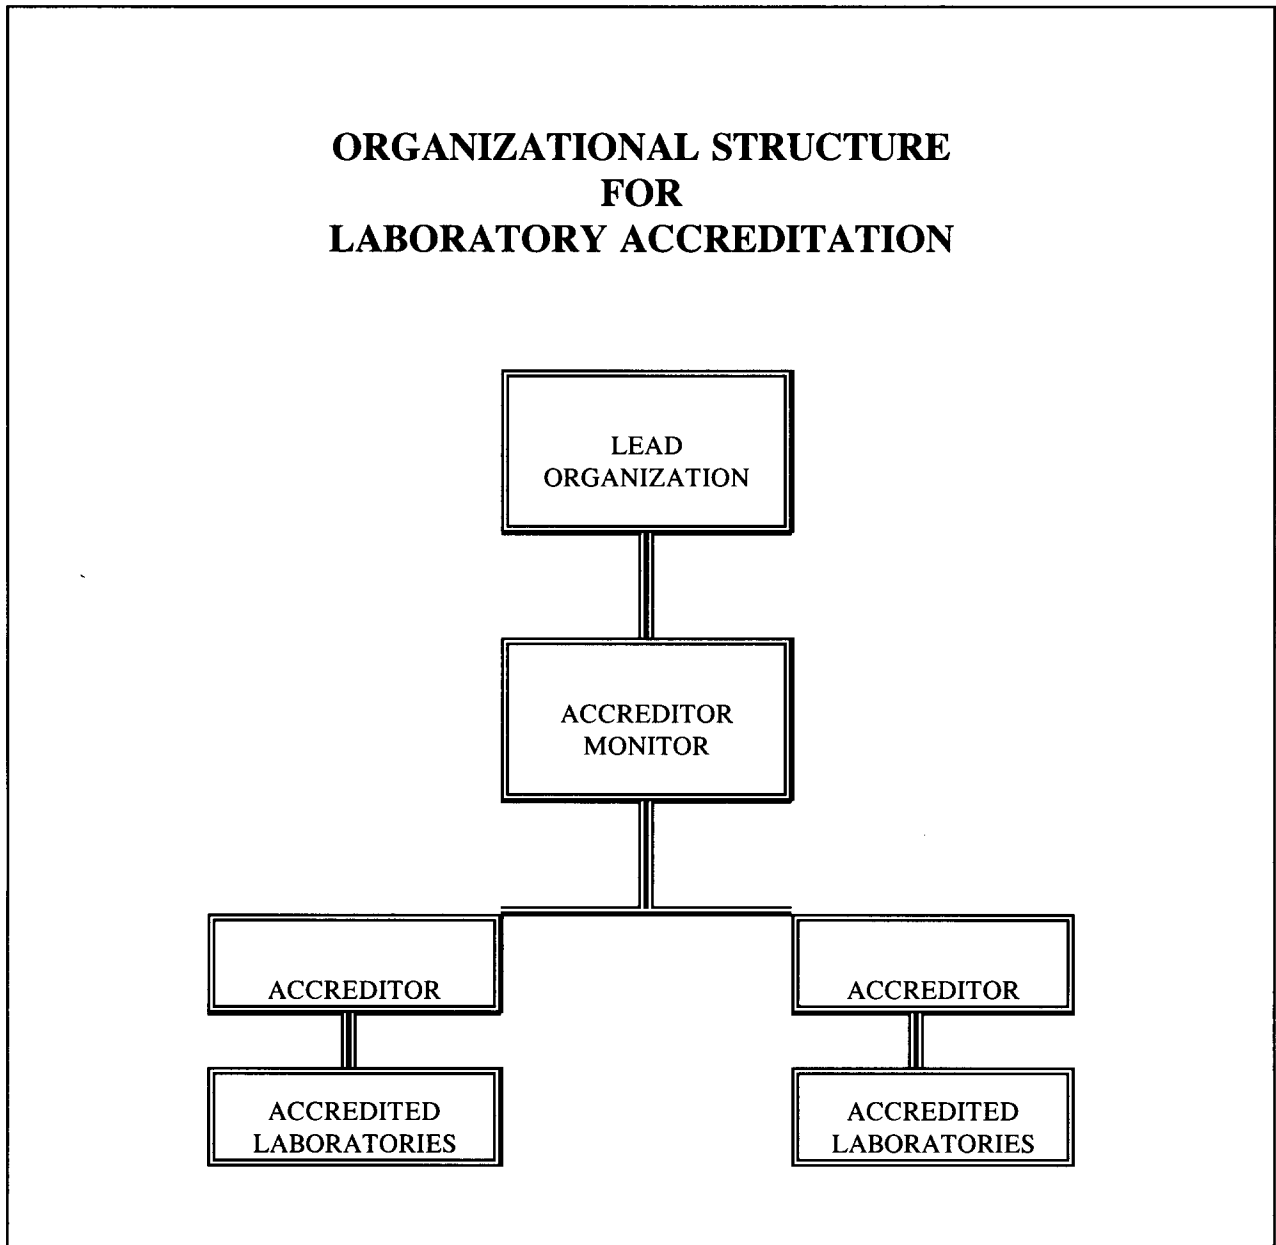 ORGANIZATIONAL STRUCTURE
FOR
LABORATORY ACCREDITATION
LEAD
ORGANIZATION
ACCREDITOR
MONITOR
ACCREDITOR
ACCREDITOR
ACCREDITED
LABORATORIES
ACCREDITED
LABORATORIES